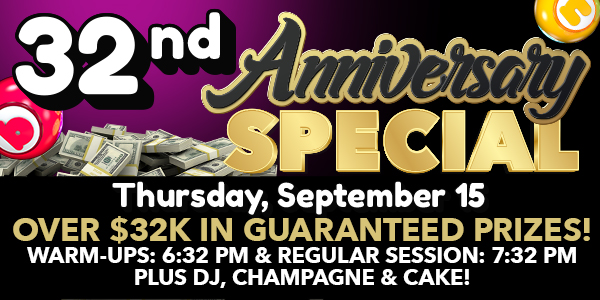 32nd Anniversary
SPECIAL
Thursday, September 15
OVER $32K IN GUARANTEED PRIZES!
WARM-UPS: 6:32 PM & REGULAR SESSION: 7:32 PM
PLUS DJ, CHAMPAGNE & CAKE!